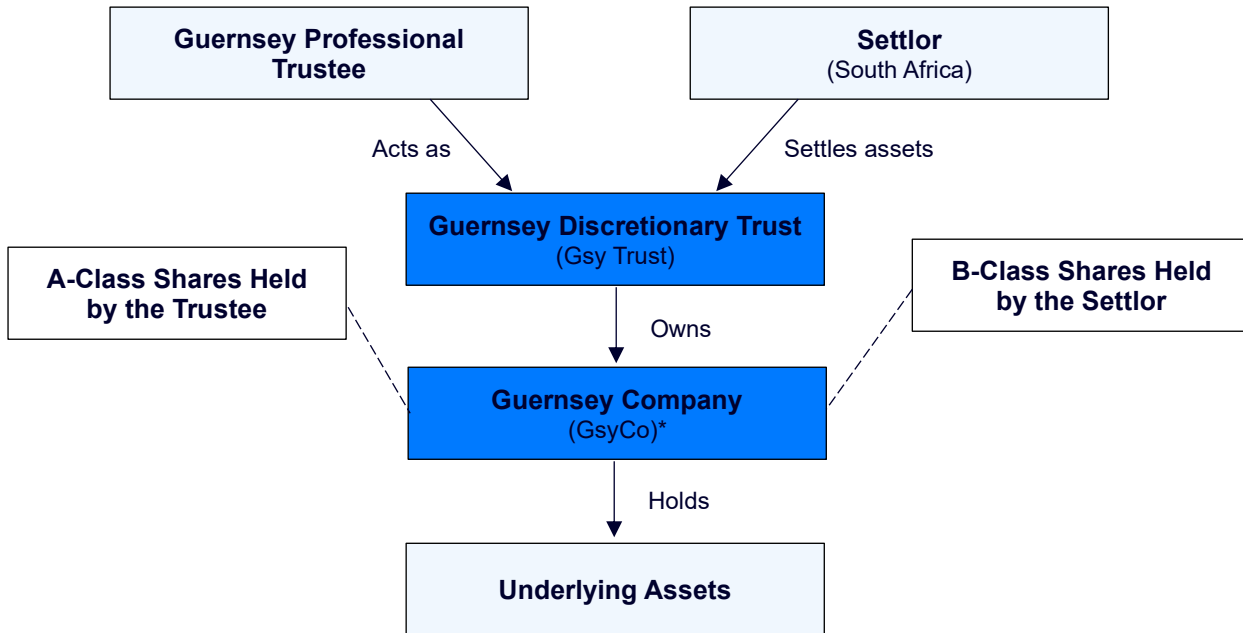 Guernsey Professional
Trustee
Settlor
(South Africa)
Acts as
Settles assets
Guernsey Discretionary Trust
(Gsy Trust)
A-Class Shares Held
by the Trustee
B-Class Shares Held
by the Settlor
Owns
Guernsey Company
(GsyCo)*
Holds
Underlying Assets